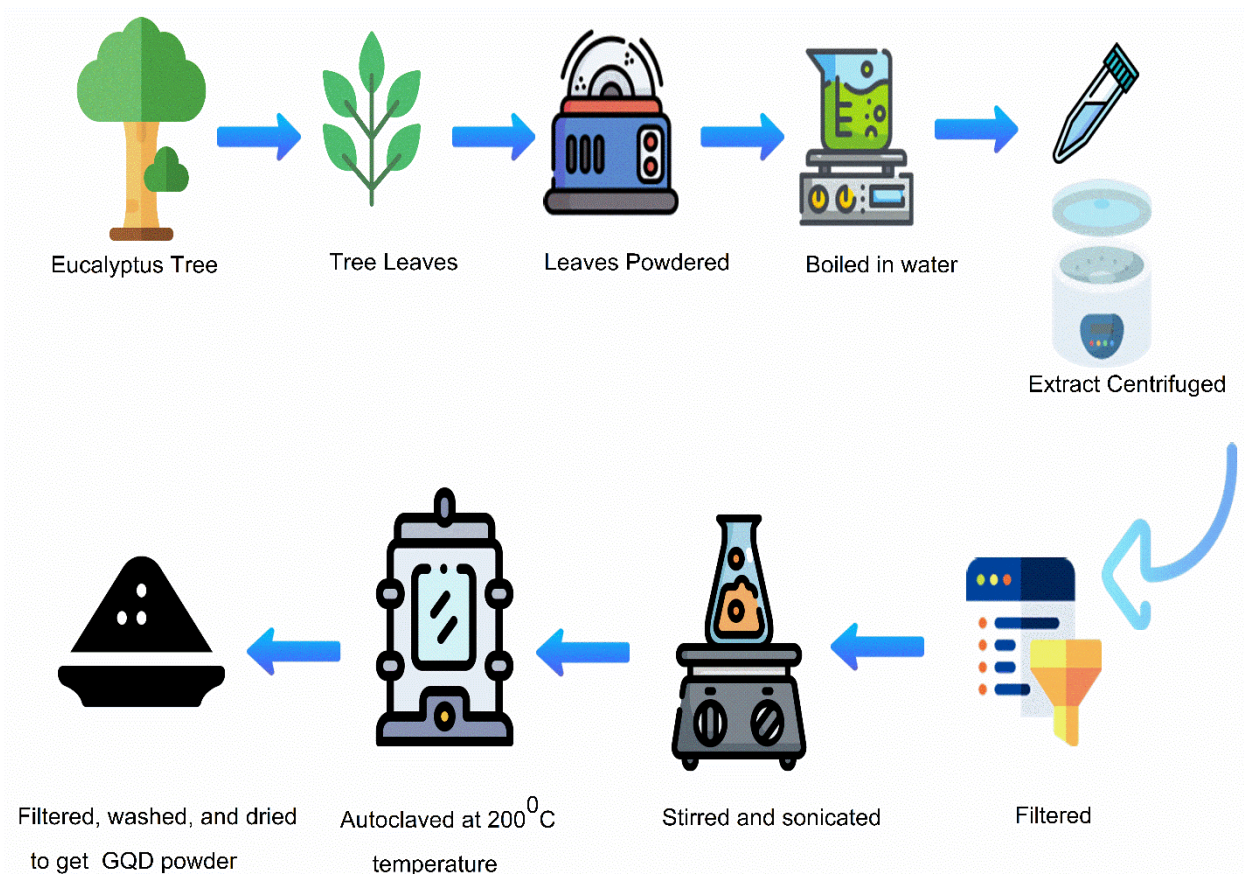 Eucalyptus Tree
Tree Leaves
Leaves Powdered
Boiled in water
Extract Centrifuged
Filtered, washed, and dried
to get GQD powder
Autoclaved at 200⁰C
temperature
Stirred and sonicated
Filtered